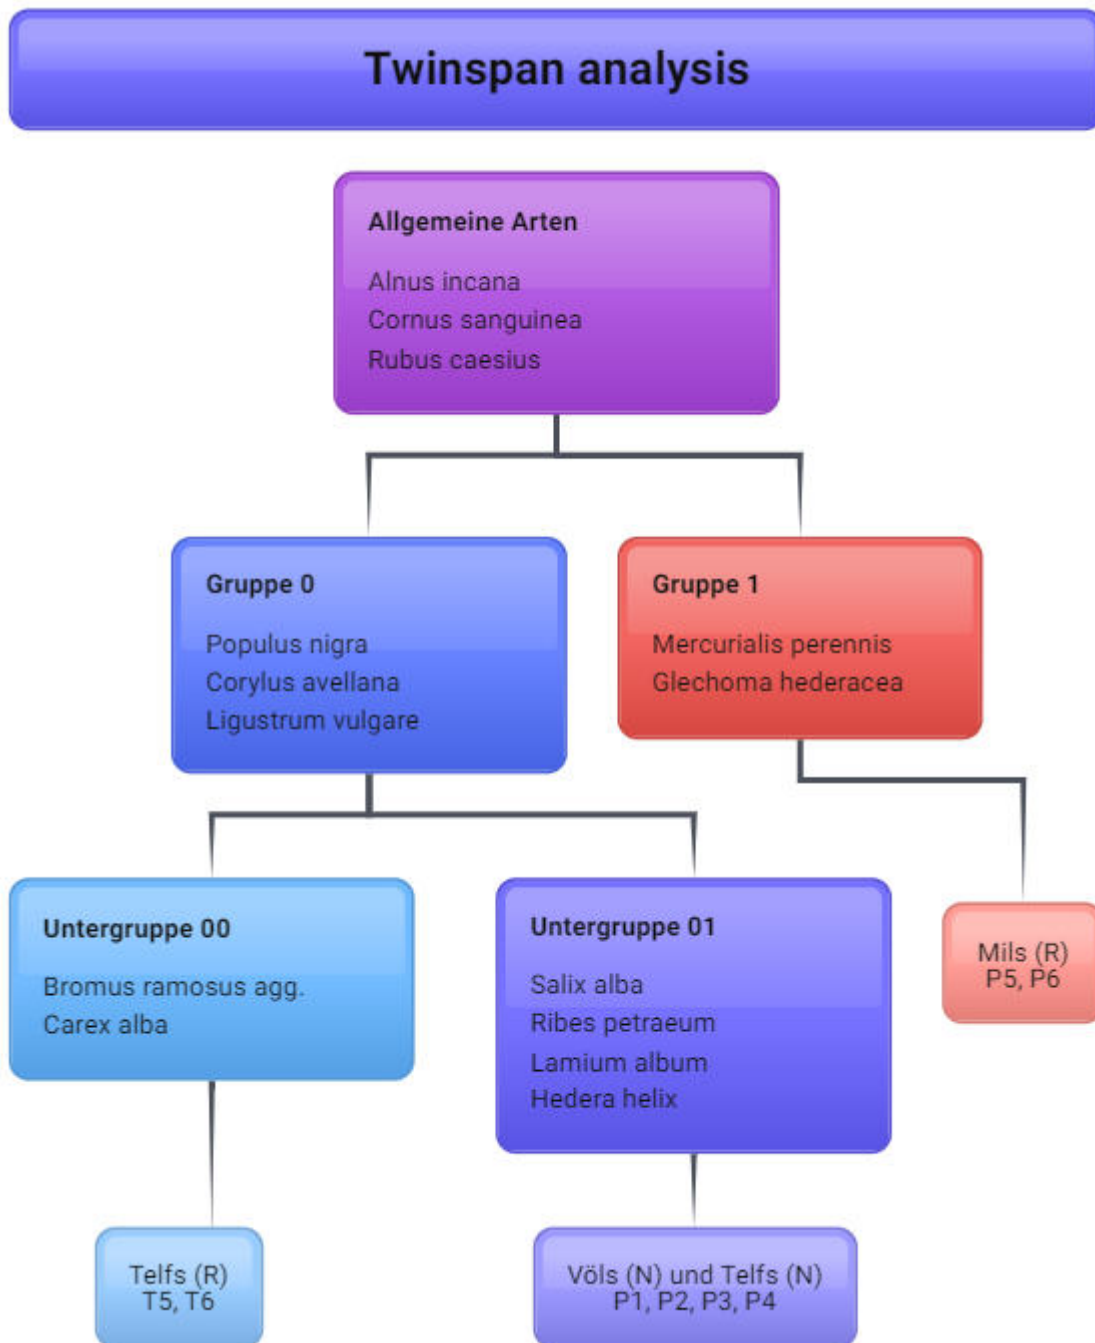 Twinspan analysis
Allgemeine Arten
Alnus incana
Cornus sanguinea
Rubus caesius
Gruppe 0
Populus nigra
Corylus avellana
Ligustrum vulgare
Gruppe 1
Mercurialis perennis
Glechoma hederacea
Untergruppe 00
Bromus ramosus agg.
Carex alba
Untergruppe 01
Salix alba
Ribes petraeum
Lamium album
Hedera helix
Mils (R)
P5, P6
Telfs (R)
T5, T6
Völs (N) und Telfs (N)
P1, P2, P3, P4